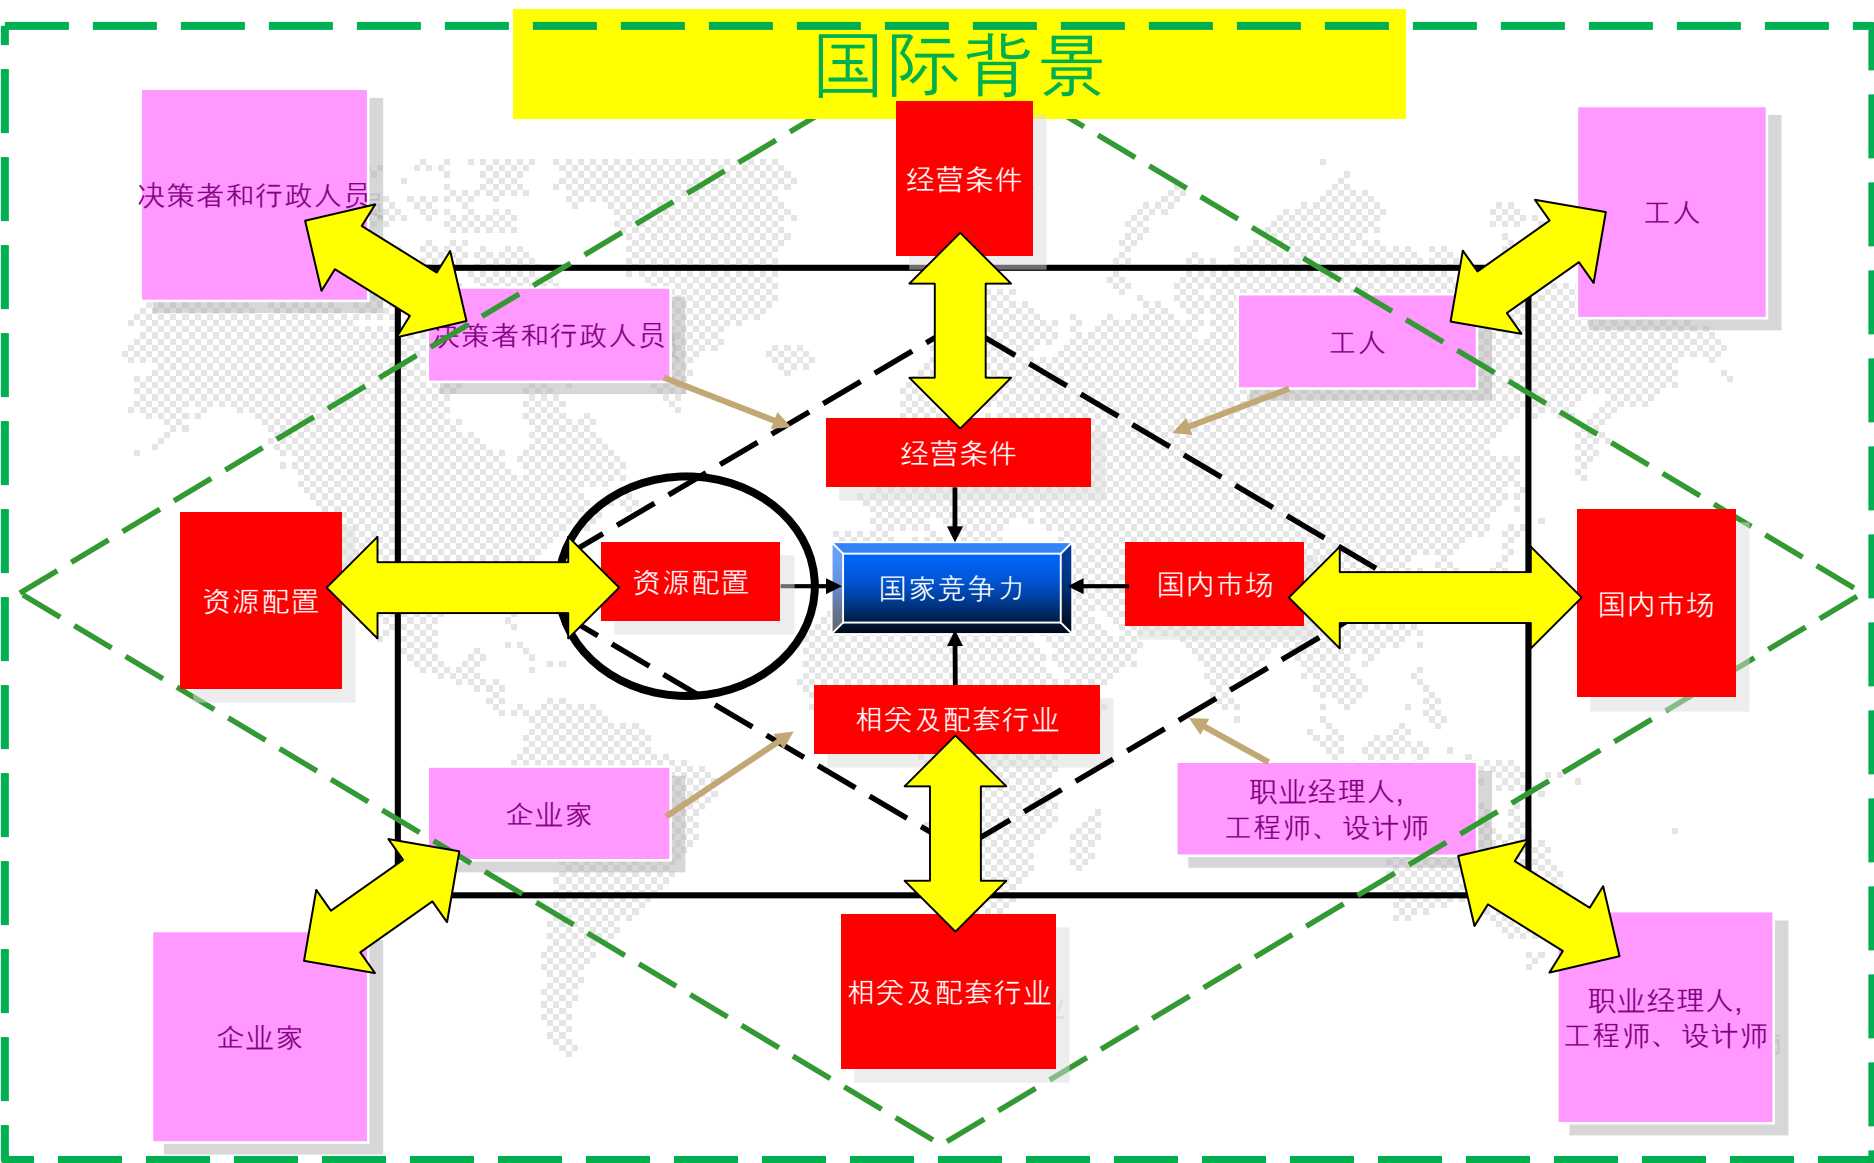 国际背景
经营条件
决策者和行政人员
工人
决策者和行政人员
工人
经营条件
资源配置
资源配置
国家竞争力
国内市场
国内市场
相关及配套行业
企业家
职业经理人,
工程师、设计师
相关及配套行业
企业家
职业经理人,
工程师、设计师